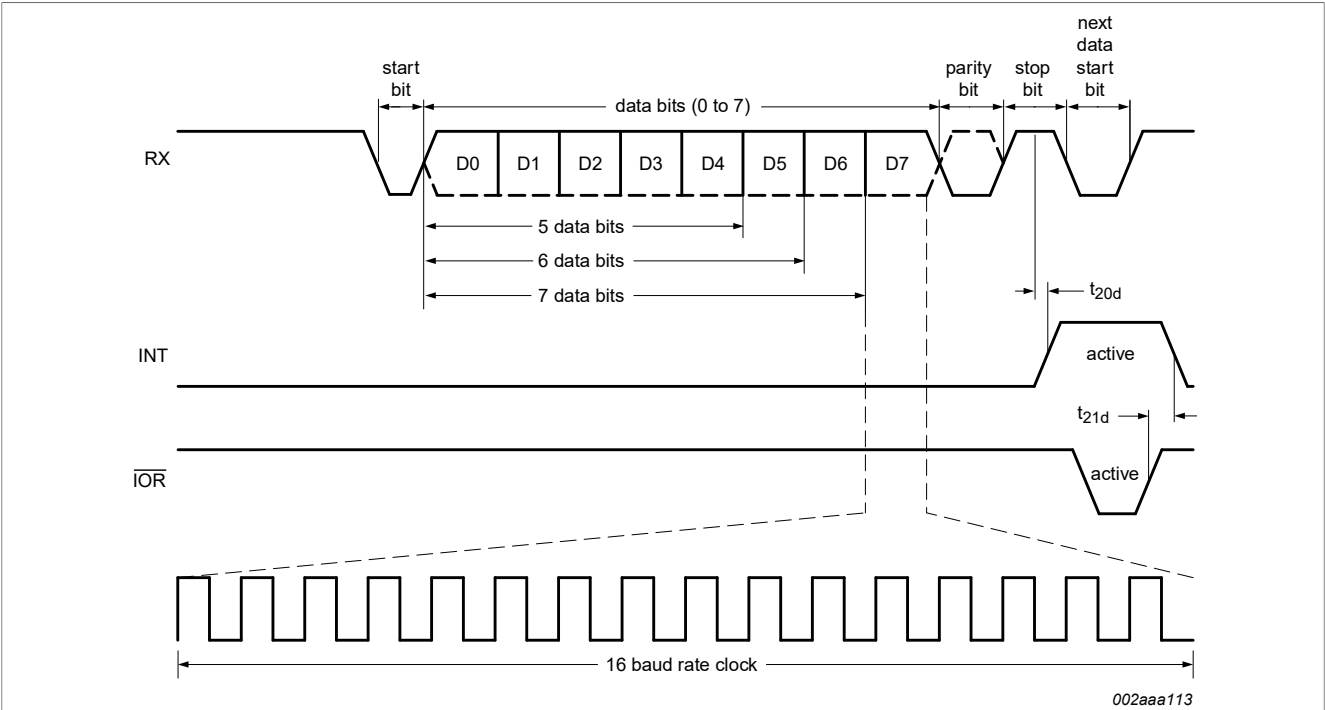 start
bit
data bits (0 to 7)
parity
bit
stop
bit
next
data
start
bit
RX
D0
D1
D2
D3
D4
D5
D6
D7
5 data bits
6 data bits
7 data bits
t20d
INT
active
t21d
IOR
active
16 baud rate clock
002aaa113